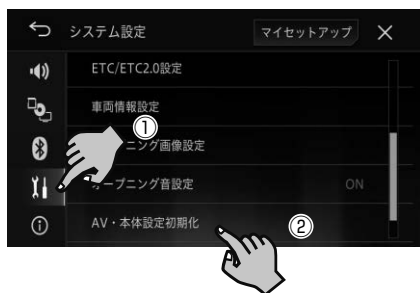 システム設定
マイセットアップ
ETC/ETC2.0設定
車両情報設定
①
ニング画像設定
オープニング音設定 ON
AV・本体設定初期化
②